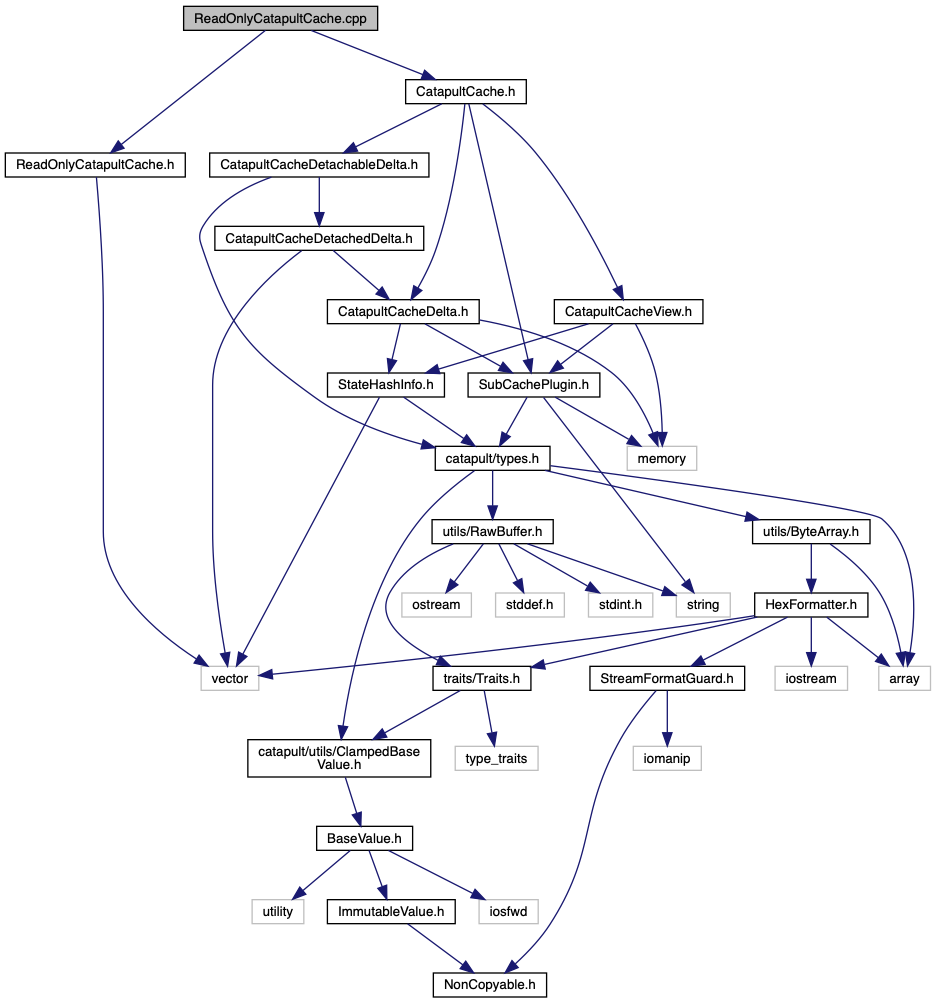 ReadOnlyCatapultCache.cpp
CatapultCache.h
ReadOnlyCatapultCache.h
CatapultCacheDetachableDelta.h
CatapultCacheDetachedDelta.h
CatapultCacheDelta.h
CatapultCacheView.h
StateHashInfo.h
SubCachePlugin.h
catapult/types.h
memory
utils/RawBuffer.h
utils/ByteArray.h
ostream
stddef.h
stdint.h
string
HexFormatter.h
vector
traits/Traits.h
StreamFormatGuard.h
iostream
array
catapult/utils/ClampedBase
Value.h
type_traits
iomanip
BaseValue.h
utility
ImmutableValue.h
iosfwd
NonCopyable.h